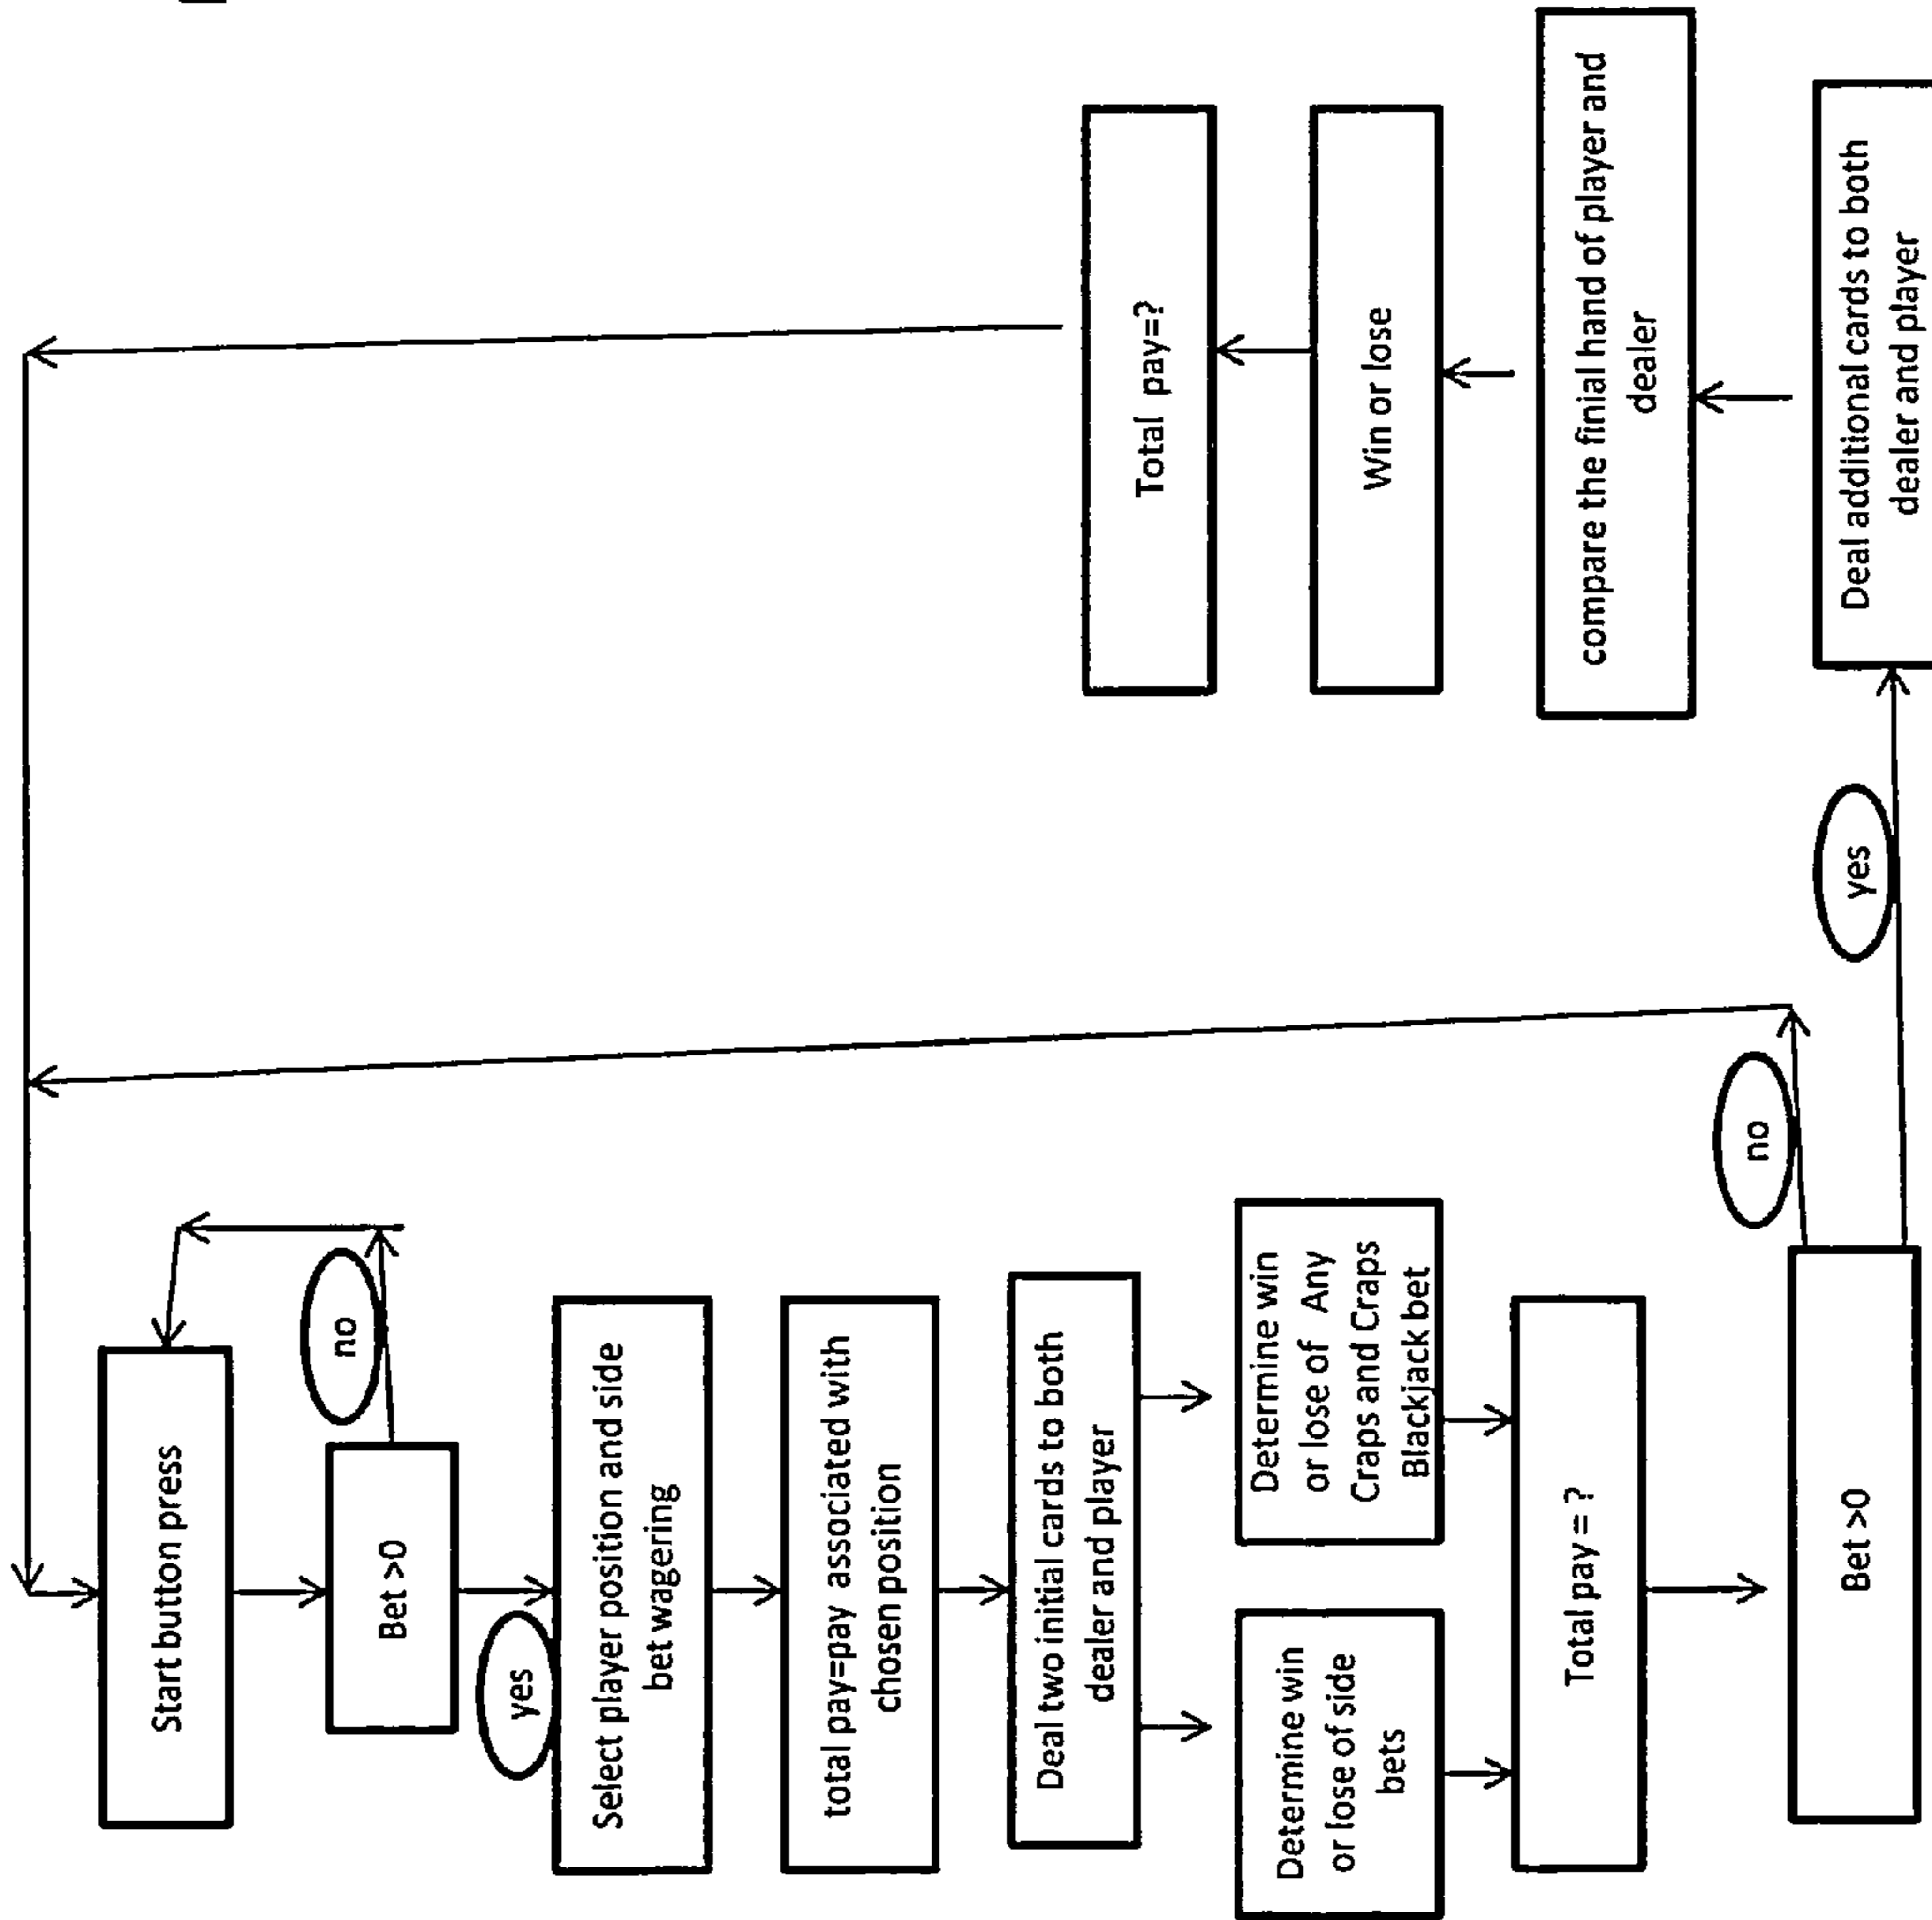 Start button press
Bet >0
no
yes
Select player position and side
bet wagering
total pay=pay associated with
chosen position
Deal two initial cards to both
dealer and player
Determine win
or lose of side
bets
Determine win
or lose of Any
Craps and Craps
Blackjack bet
Total pay = ?
Bet >0
no
yes
Deal additional cards to both
dealer and player
compare the finial hand of player and
dealer
Win or lose
Total pay=?